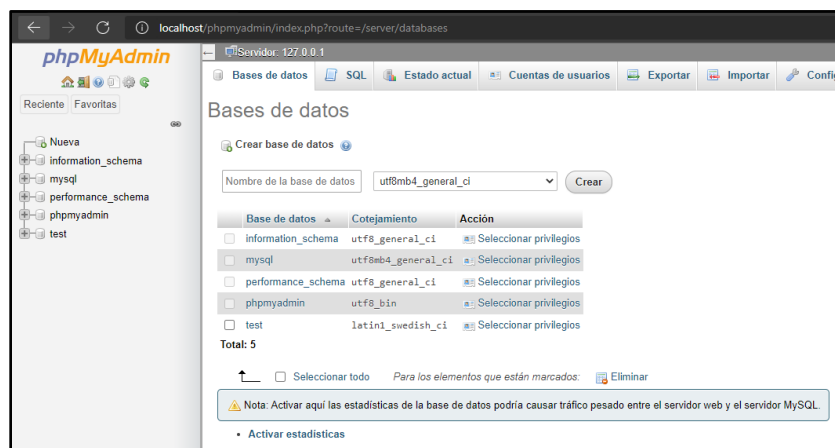 localhost/phpmyadmin/index.php?route=/server/databases
phpMyAdmin
Reciente Favoritas
Nueva
information_schema
mysql
performance_schema
phpmyadmin
test
Servidor: 127.0.0.1
Bases de datos SQL Estado actual Cuentas de usuarios Exportar Importar Config
Bases de datos
Crear base de datos
Nombre de la base de datos utf8mb4_general_ci Crear
Base de datos Cotejamiento Acción
information_schema utf8_general_ci Seleccionar privilegios
mysql utf8mb4_general_ci Seleccionar privilegios
performance_schema utf8_general_ci Seleccionar privilegios
phpmyadmin utf8_bin Seleccionar privilegios
test latin1_swedish_ci Seleccionar privilegios
Total: 5
Seleccionar todo Para los elementos que están marcados: Eliminar
Nota: Activar aquí las estadísticas de la base de datos podría causar tráfico pesado entre el servidor web y el servidor MySQL.
Activar estadísticas